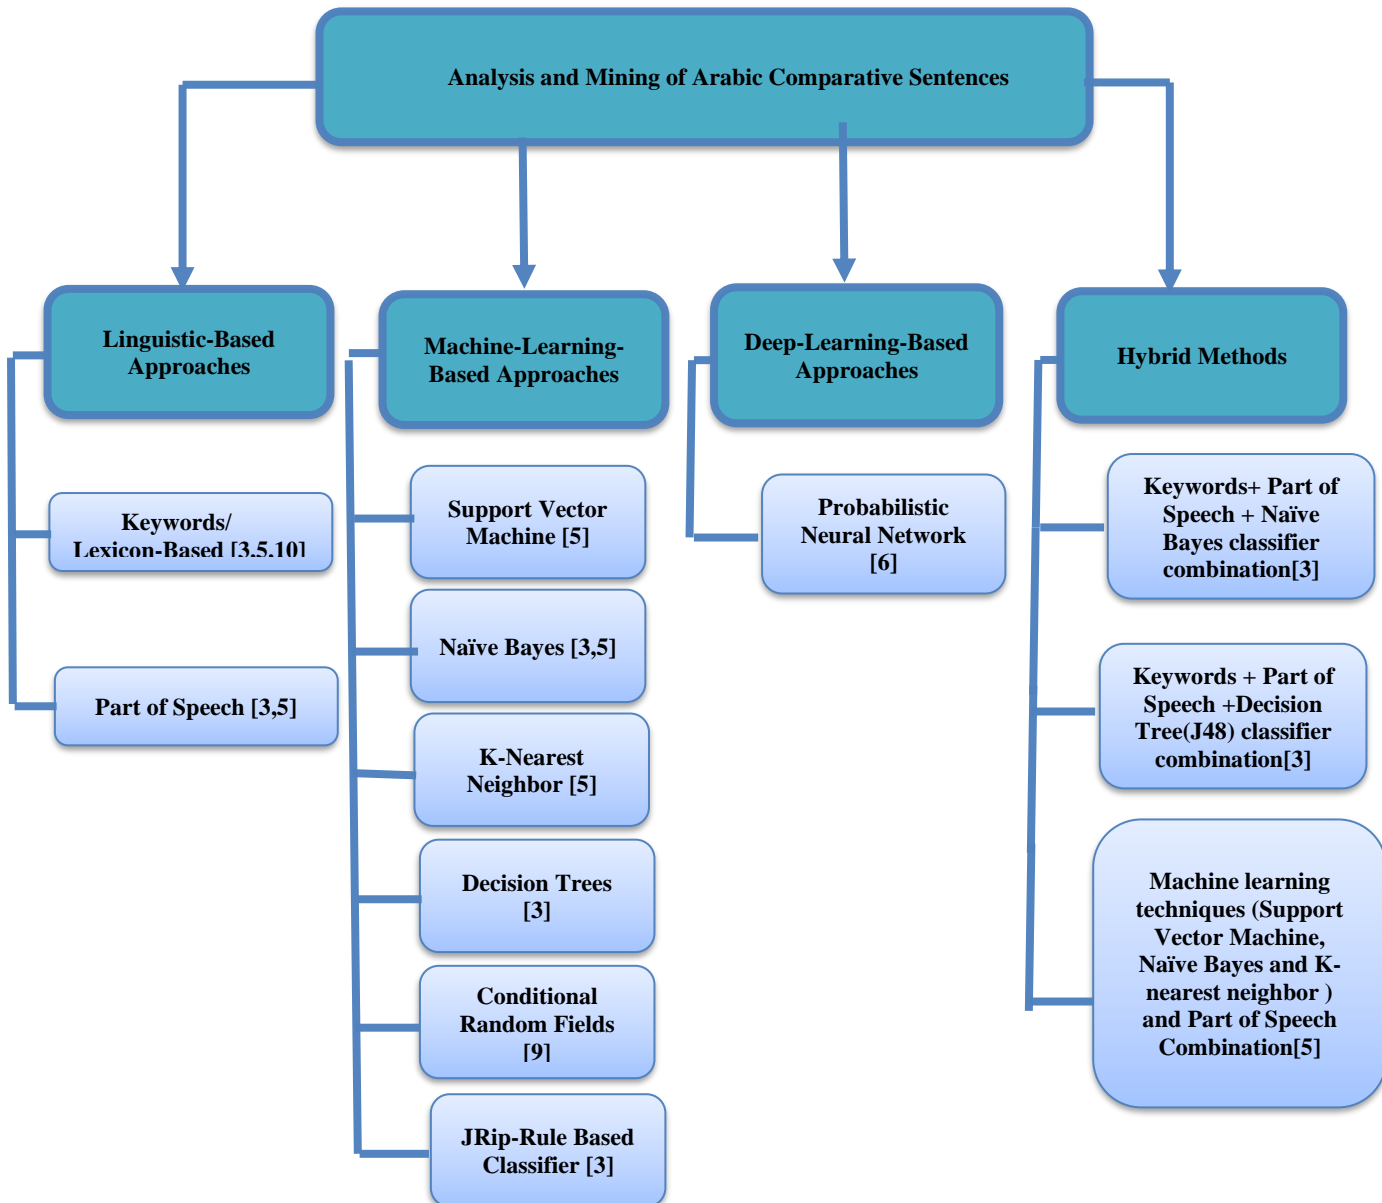 Analysis and Mining of Arabic Comparative Sentences
Linguistic-Based
Approaches
Machine-Learning-
Based Approaches
Deep-Learning-Based
Approaches
Hybrid Methods
Keywords/
Lexicon-Based [3,5,10]
Part of Speech [3,5]
Support Vector
Machine [5]
Naïve Bayes [3,5]
K-Nearest
Neighbor [5]
Decision Trees
[3]
Conditional
Random Fields
[9]
JRip-Rule Based
Classifier [3]
Probabilistic
Neural Network
[6]
Keywords+ Part of
Speech + Naïve
Bayes classifier
combination[3]
Keywords + Part of
Speech +Decision
Tree(J48) classifier
combination[3]
Machine learning
techniques (Support
Vector Machine,
Naïve Bayes and K-
nearest neighbor )
and Part of Speech
Combination[5]